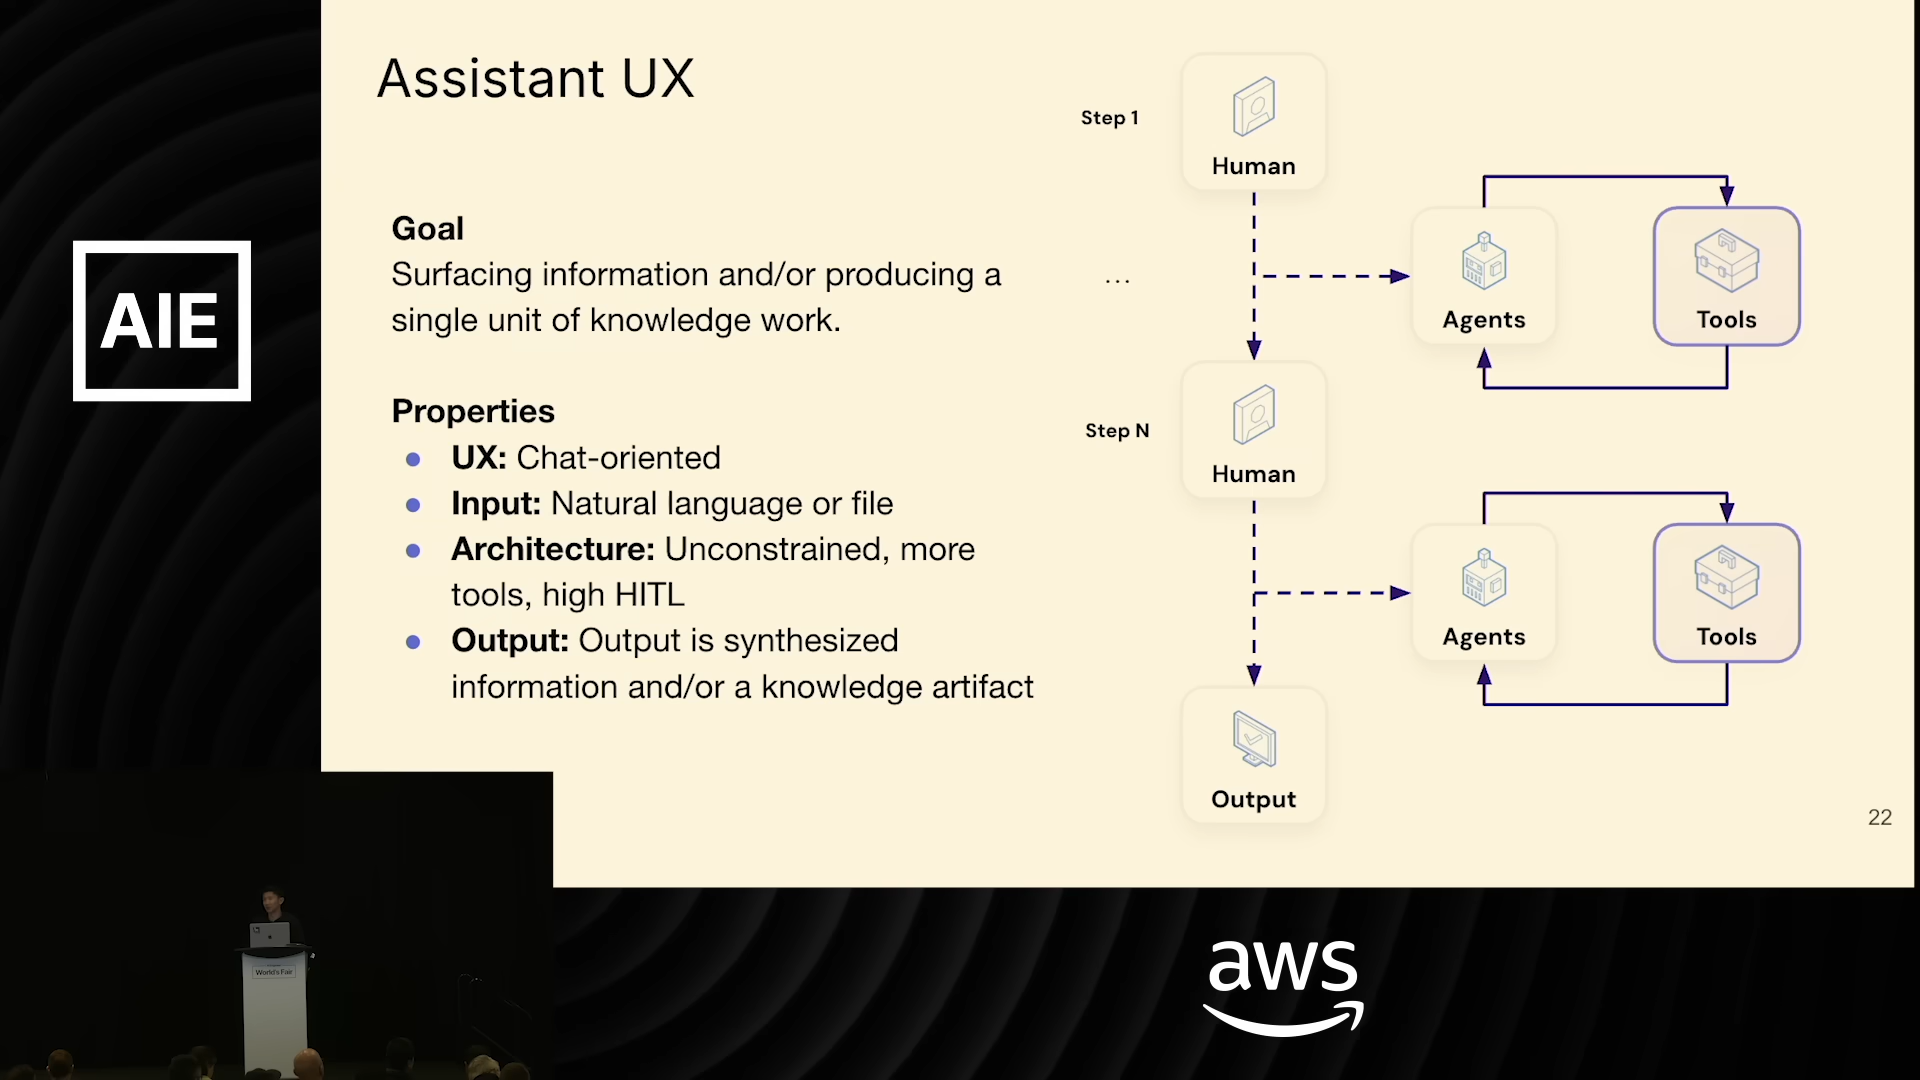 Assistant UX
Goal
Surfacing information and/or producing a
single unit of knowledge work.
Properties
● UX: Chat-oriented
● Input: Natural language or file
● Architecture: Unconstrained, more
tools, high HITL
● Output: Output is synthesized
information and/or a knowledge artifact
Step 1
Human
...
Agents
Tools
Step N
Human
Agents
Tools
Output
22
AIE
World's Fair
aws